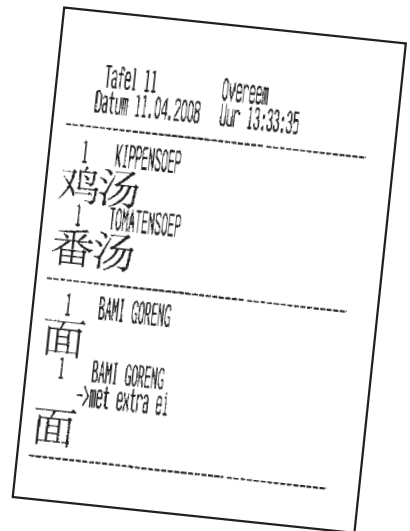 Tafel 11 Overeem
Datum 11.04.2008 Uur 13:33:35
1 KIPPENSOEP
鸡汤
1 TOMATENSOEP
番汤
1 BAMI GORENG
面
1 BAMI GORENG
->met extra ei
面